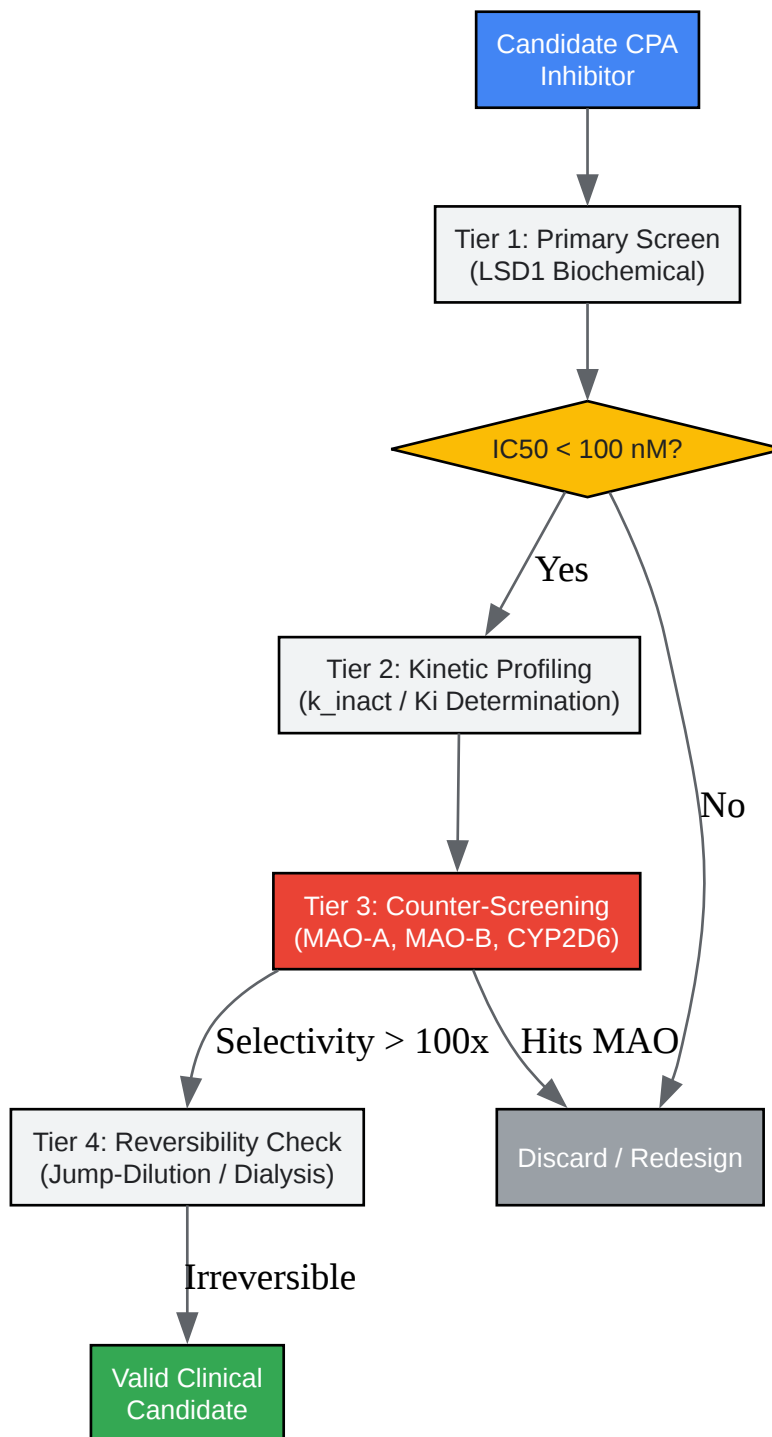 Candidate CPA
Inhibitor
Tier 1: Primary Screen
(LSD1 Biochemical)
IC50 < 100 nM?
Yes
Tier 2: Kinetic Profiling
(k_inact / Ki Determination)
No
Tier 3: Counter-Screening
(MAO-A, MAO-B, CYP2D6)
Selectivity > 100x
Hits MAO
Tier 4: Reversibility Check
(Jump-Dilution / Dialysis)
Discard / Redesign
Irreversible
Valid Clinical
Candidate